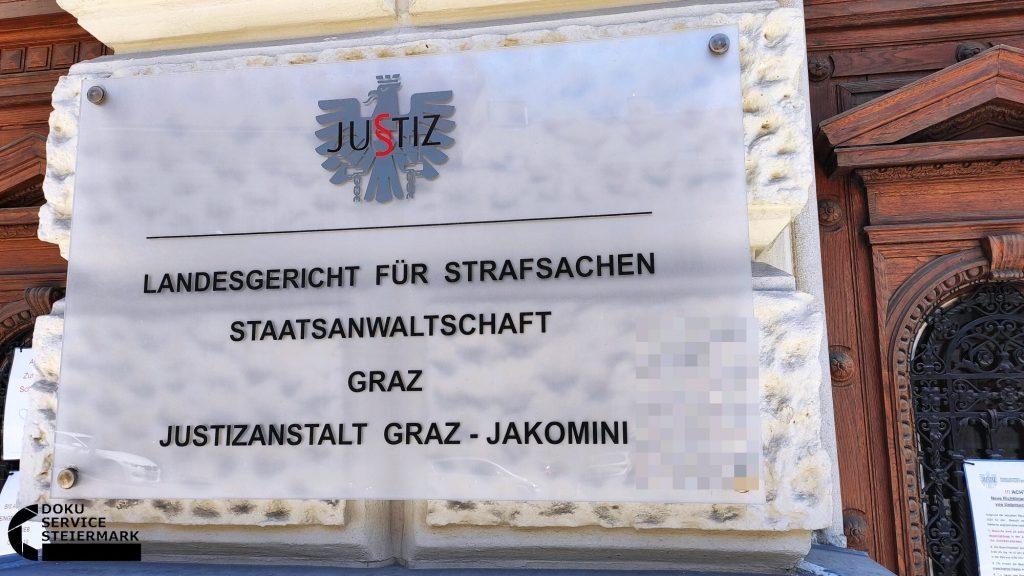 JUSTIZ
LANDESGERICHT FÜR STRAFSACHEN
STAATSANWALTSCHAFT
GRAZ
JUSTIZANSTALT GRAZ - JAKOMINI
DOKU
SERVICE
STEIERMARK